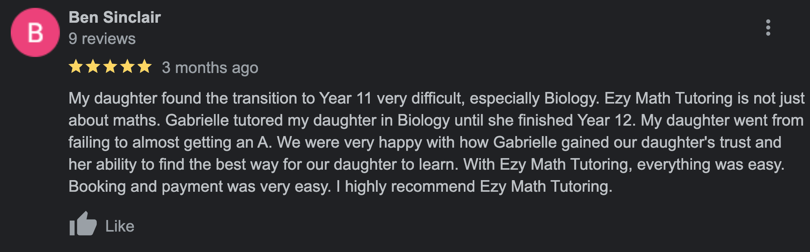 B
Ben Sinclair
9 reviews
3 months ago
My daughter found the transition to Year 11 very difficult, especially Biology. Ezy Math Tutoring is not just
about maths. Gabrielle tutored my daughter in Biology until she finished Year 12. My daughter went from
failing to almost getting an A. We were very happy with how Gabrielle gained our daughter's trust and
her ability to find the best way for our daughter to learn. With Ezy Math Tutoring, everything was easy.
Booking and payment was very easy. I highly recommend Ezy Math Tutoring.
Like